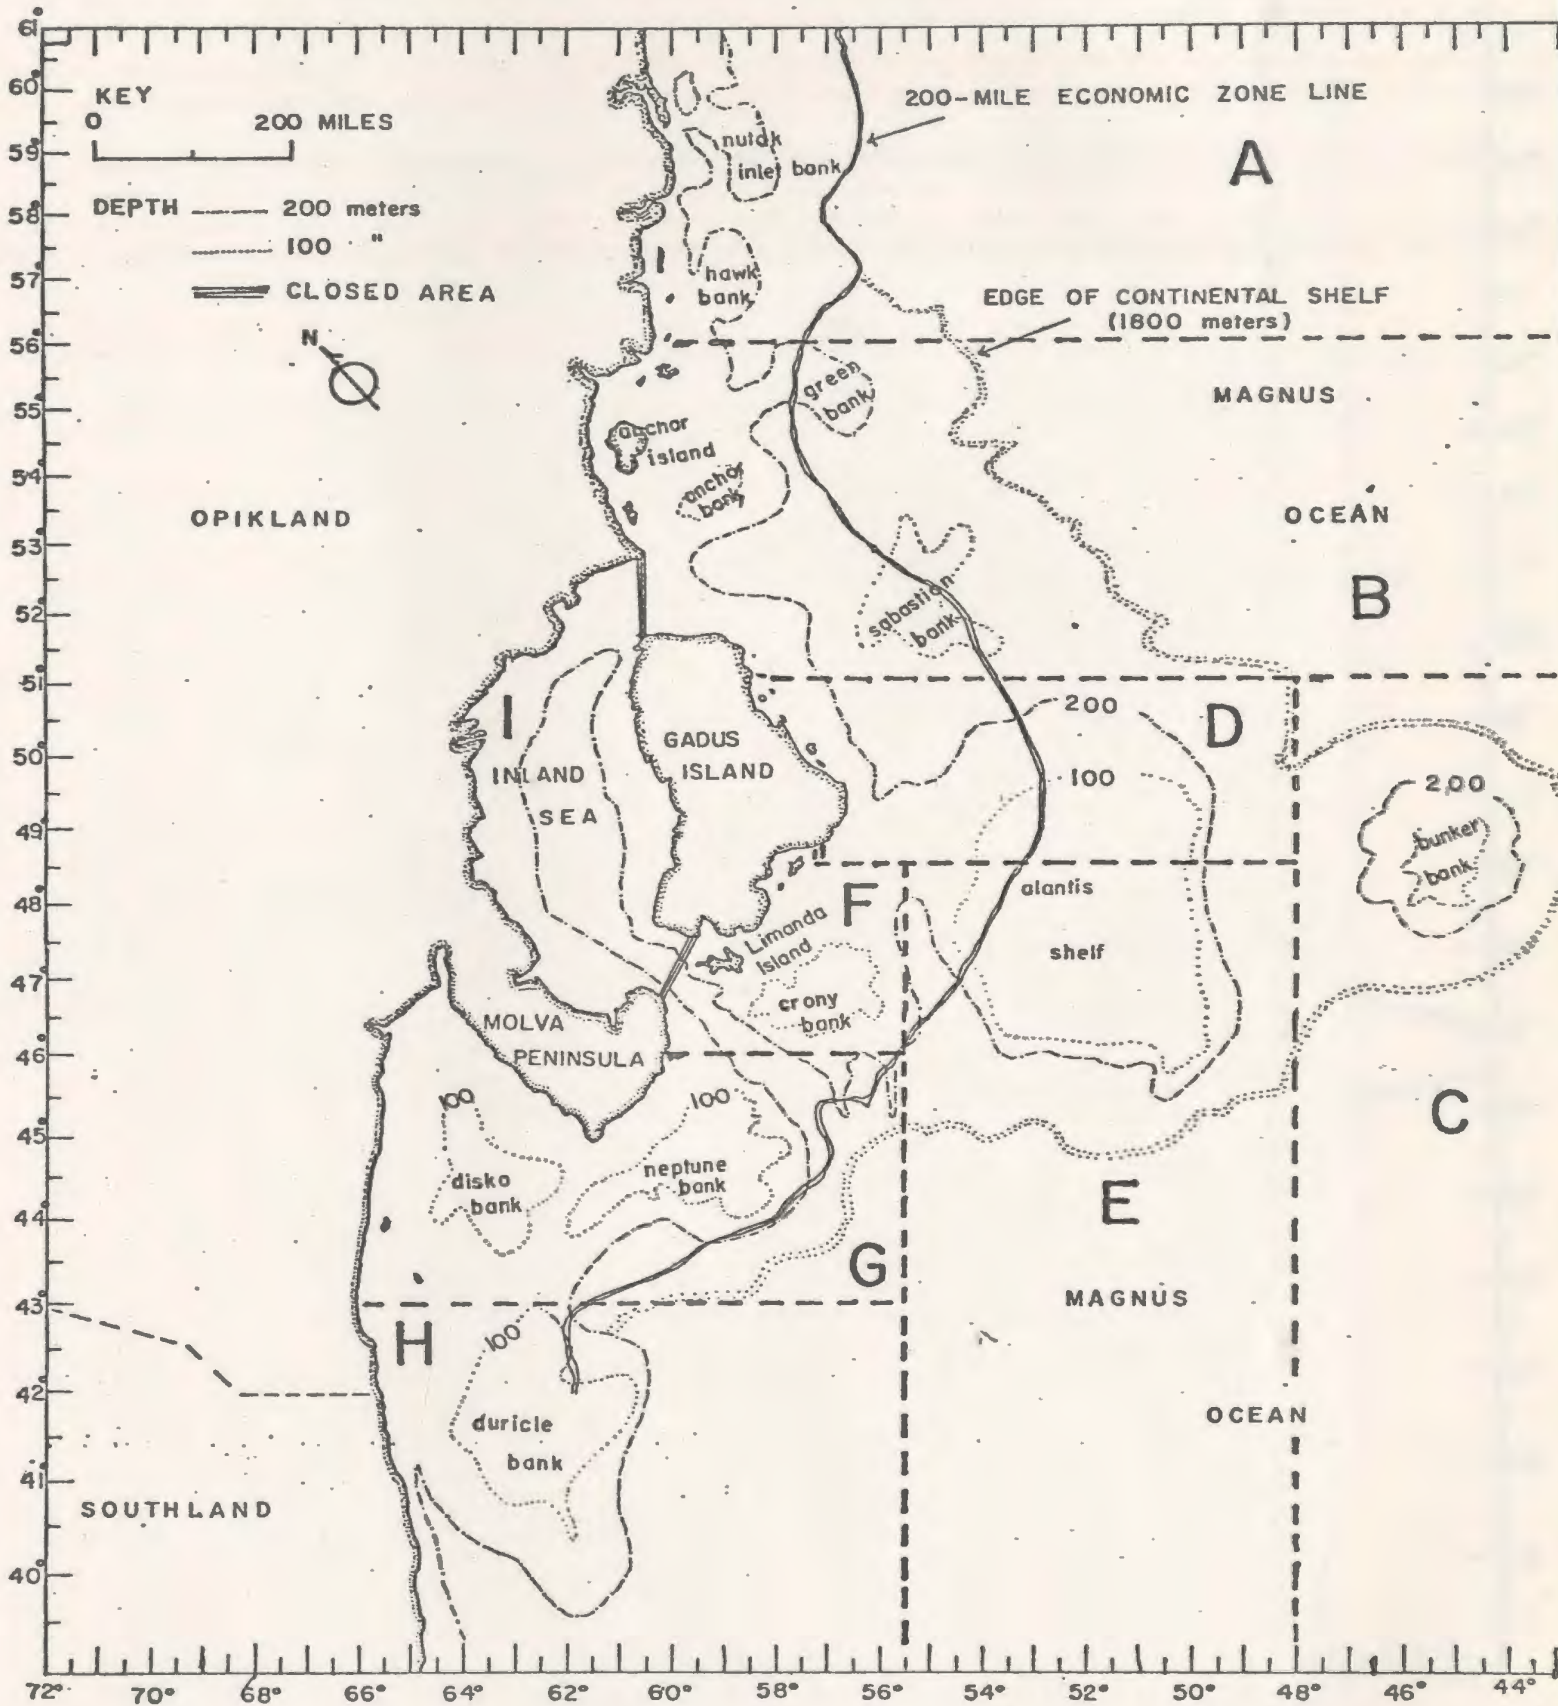 61°
60°
59°
58°
57°
56°
55°
54°
53°
52°
51°
50°
49°
48°
47°
46°
45°
44°
43°
42°
41°
40°
KEY
0 200 MILES
DEPTH 200 meters
100 "
CLOSED AREA
N
200-MILE ECONOMIC ZONE LINE
A
nutak
inlet bank
hawk
bank
EDGE OF CONTINENTAL SHELF
(1800 meters)
MAGNUS
green
bank
anchor
island
anchor
bank
OPIKLAND
OCEAN
B
sabastion
bank
I
INLAND
SEA
GADUS
ISLAND
200
D
100
2,00
bunker
bank
alantis
shelf
F
Limanda
Island
crony
bank
MOLVA
PENINSULA
100
100
C
disko
bank
neptune
bank
E
G
MAGNUS
H
100
OCEAN
duricle
bank
SOUTHLAND
72° 70° 68° 66° 64° 62° 60° 58° 56° 54° 52° 50° 48° 46° 44°